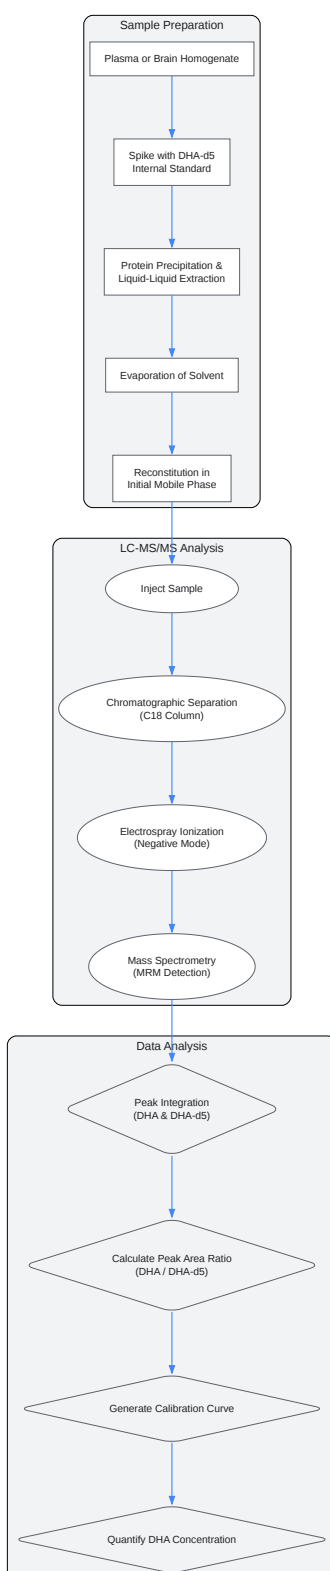 Sample Preparation
Plasma or Brain Homogenate
Spike with DHA-d5
Internal Standard
Protein Precipitation &
Liquid-Liquid Extraction
Evaporation of Solvent
Reconstitution in
Initial Mobile Phase
LC-MS/MS Analysis
Inject Sample
Chromatographic Separation
(C18 Column)
Electrospray Ionization
(Negative Mode)
Mass Spectrometry
(MRM Detection)
Data Analysis
Peak Integration
(DHA & DHA-d5)
Calculate Peak Area Ratio
(DHA / DHA-d5)
Generate Calibration Curve
Quantify DHA Concentration